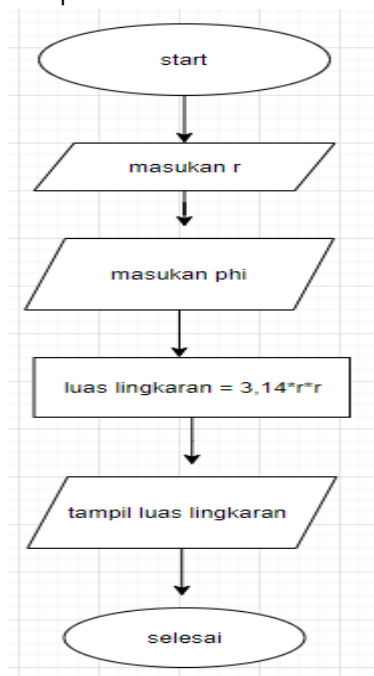 start
masukan r
masukan phi
luas lingkaran = 3,14*r*r
tampil luas lingkaran
selesai